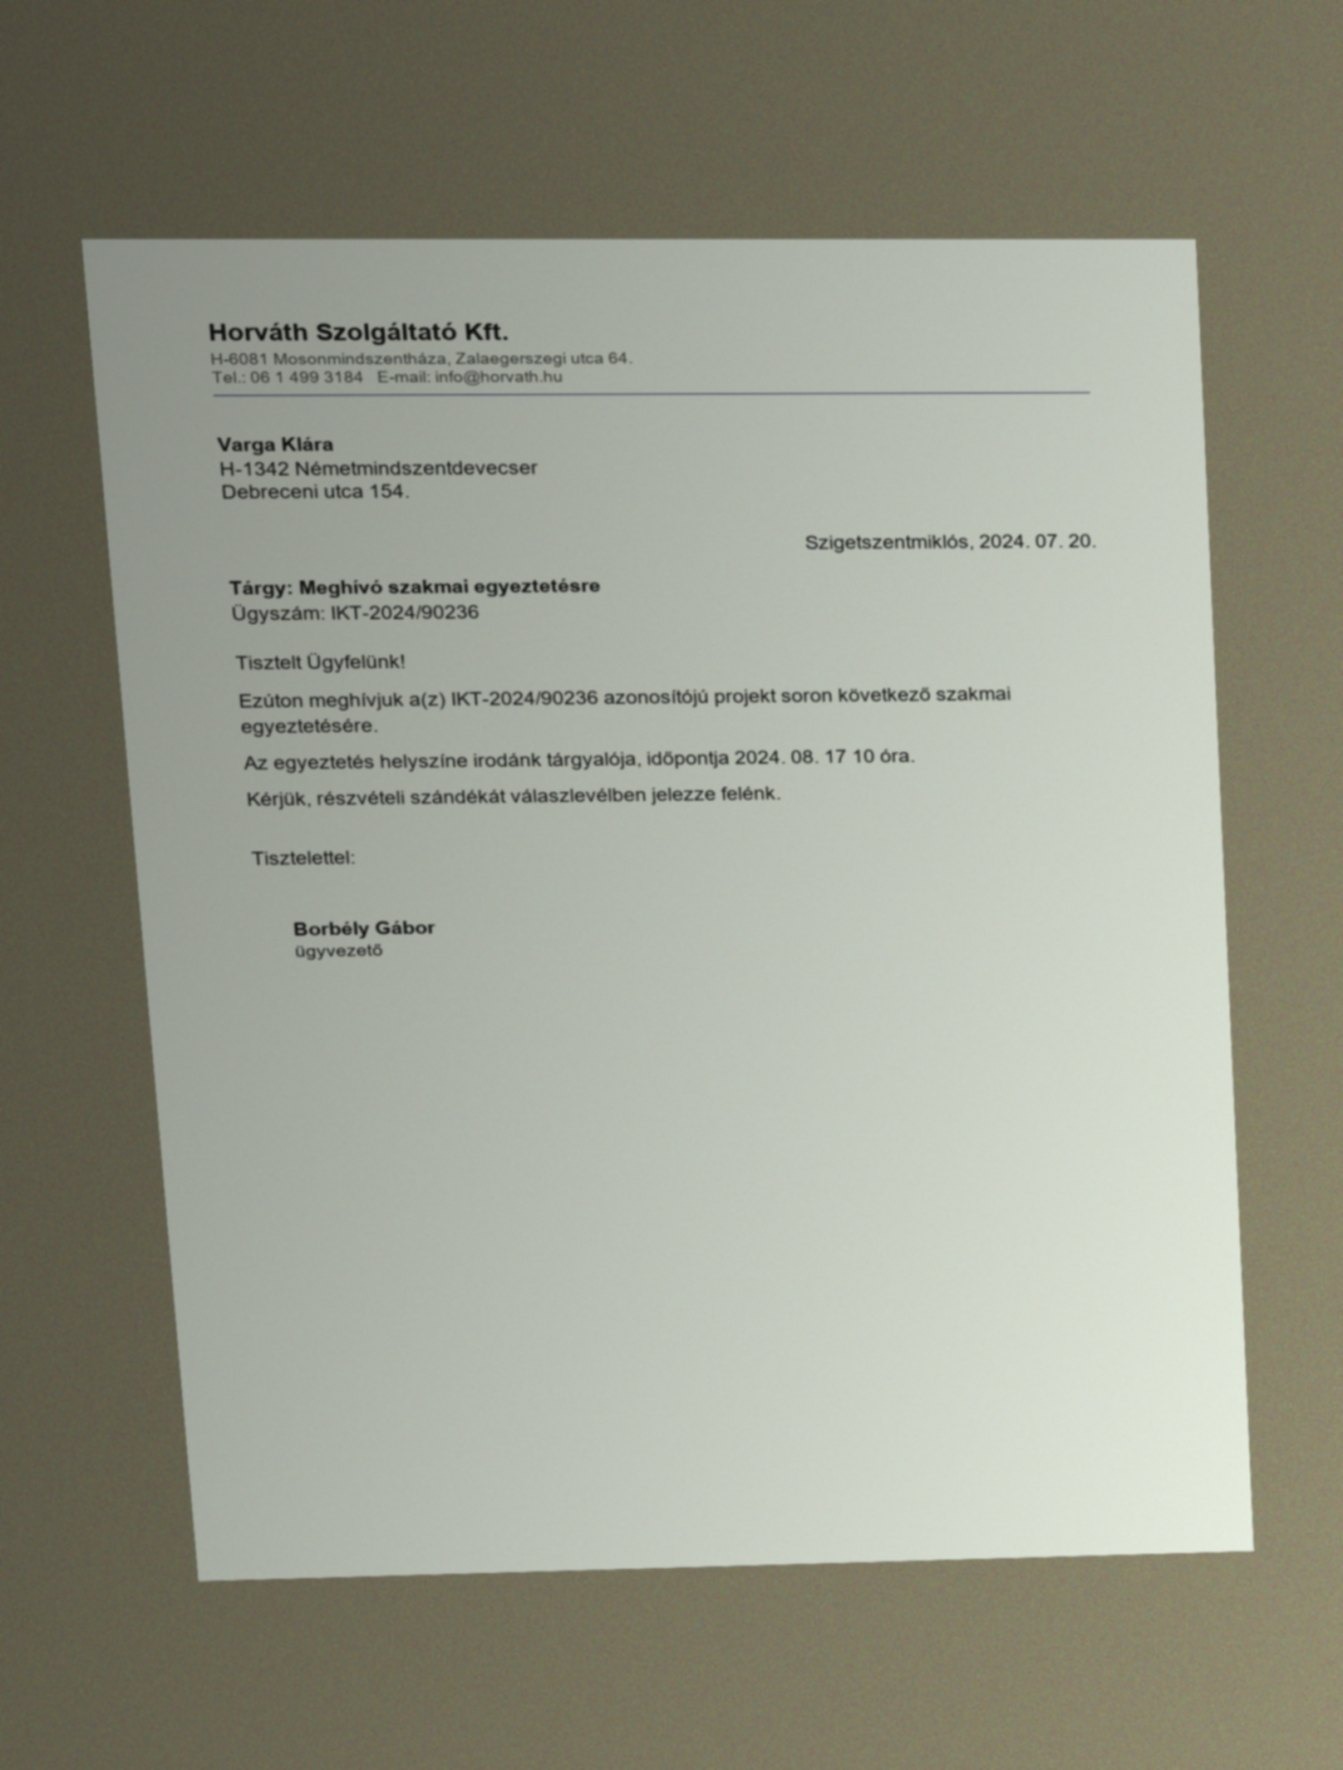 Horváth Szolgáltató Kft.
H-6081 Mosonmindszentháza, Zalaegerszegi utca 64.
Tel.: 06 1 499 3184 E-mail: info@horvath.hu
Varga Klára
H-1342 Németmindszentdevecser
Debreceni utca 154.
Szigetszentmiklós, 2024. 07. 20.
Tárgy: Meghívó szakmai egyeztetésre
Ügyszám: IKT-2024/90236
Tisztelt Ügyfelünk!
Ezúton meghívjuk a(z) IKT-2024/90236 azonosítójú projekt soron következő szakmai
egyeztetésére.
Az egyeztetés helyszíne irodánk tárgyalója, időpontja 2024. 08. 17 10 óra.
Kérjük, részvételi szándékát válaszlevélben jelezze felénk.
Tisztelettel:
Borbély Gábor
ügyvezető